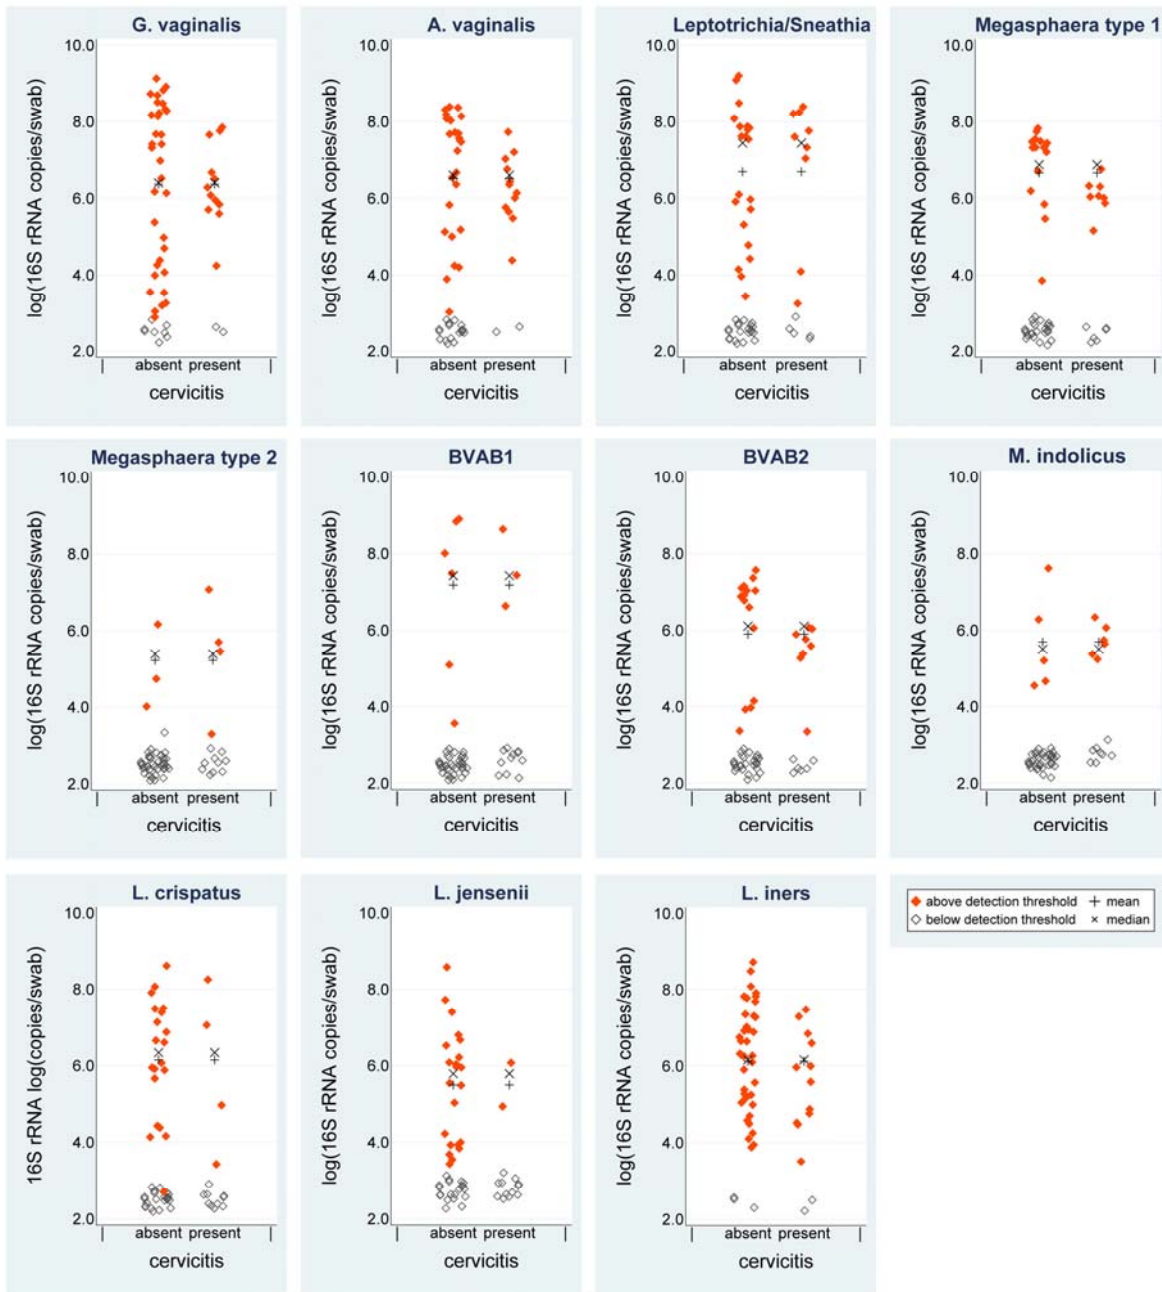 G. vaginalis
log(16S rRNA copies/swab)
10.0
8.0
6.0
4.0
2.0
absent present
cervicitis
A. vaginalis
log(16S rRNA copies/swab)
10.0
8.0
6.0
4.0
2.0
absent present
cervicitis
Leptotrichia/Sneathia
log(16S rRNA copies/swab)
10.0
8.0
6.0
4.0
2.0
absent present
cervicitis
Megasphaera type 1
log(16S rRNA copies/swab)
10.0
8.0
6.0
4.0
2.0
absent present
cervicitis
Megasphaera type 2
log(16S rRNA copies/swab)
10.0
8.0
6.0
4.0
2.0
absent present
cervicitis
BVAB1
log(16S rRNA copies/swab)
10.0
8.0
6.0
4.0
2.0
absent present
cervicitis
BVAB2
log(16S rRNA copies/swab)
10.0
8.0
6.0
4.0
2.0
absent present
cervicitis
M. indolicus
log(16S rRNA copies/swab)
10.0
8.0
6.0
4.0
2.0
absent present
cervicitis
L. crispatus
16S rRNA log(copies/swab)
10.0
8.0
6.0
4.0
2.0
absent present
cervicitis
L. jensenii
log(16S rRNA copies/swab)
10.0
8.0
6.0
4.0
2.0
absent present
cervicitis
L. iners
log(16S rRNA copies/swab)
10.0
8.0
6.0
4.0
2.0
absent present
cervicitis
above detection threshold mean
below detection threshold median